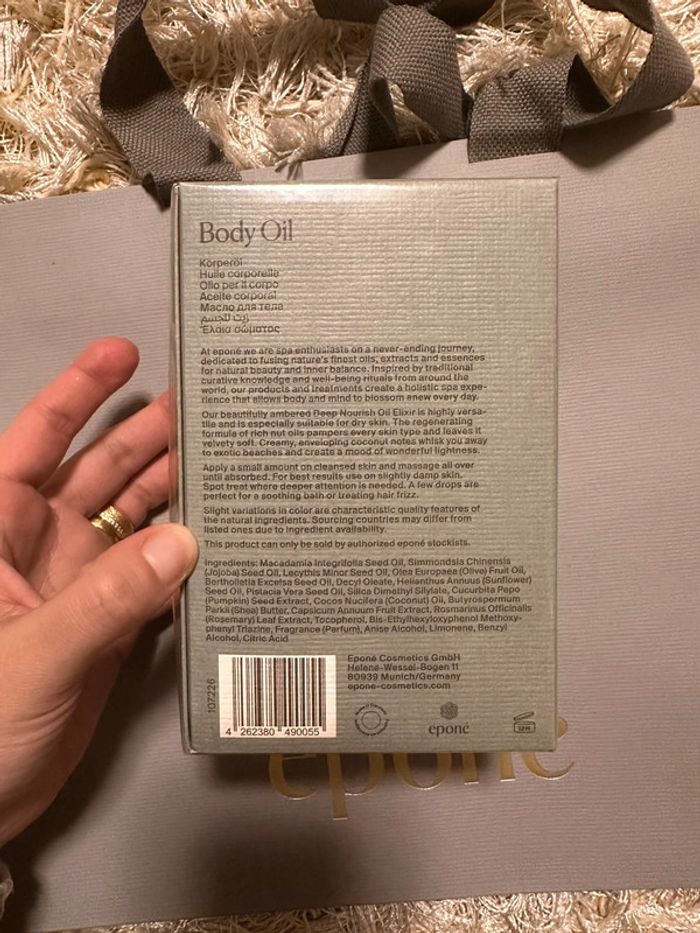 Body Oil
Körperöl
Huile corporelle
Olio per il corpo
Aceite corporal
Масло для тела
زيت للجسم
Έλαιο σώματος
At eponé we are spa enthusiasts on a never-ending journey,
dedicated to fusing nature's finest oils, extracts and essences
for natural beauty and inner balance. Inspired by traditional
curative knowledge and well-being rituals from around the
world, our products and treatments create a holistic spa expe-
rience that allows body and mind to blossom anew every day.
Our beautifully ambered Deep Nourish Oil Elixir is highly versa-
tile and is especially suitable for dry skin. The regenerating
formula of rich nut oils pampers every skin type and leaves it
velvety soft. Creamy, enveloping coconut notes whisk you away
to exotic beaches and create a mood of wonderful lightness.
Apply a small amount on cleansed skin and massage all over
until absorbed. For best results use on slightly damp skin.
Spot treat where deeper attention is needed. A few drops are
perfect for a soothing bath or treating hair frizz.
Slight variations in color are characteristic quality features of
the natural ingredients. Sourcing countries may differ from
listed ones due to ingredient availability.
This product can only be sold by authorized eponé stockists.
Ingredients: Macadamia Integrifolia Seed Oil, Simmondsia Chinensis
(Jojoba) Seed Oil, Lecythis Minor Seed Oil, Olea Europaea (Olive) Fruit Oil,
Bertholletia Excelsa Seed Oil, Decyl Oleate, Helianthus Annuus (Sunflower)
Seed Oil, Pistacia Vera Seed Oil, Silica Dimethyl Silylate, Cucurbita Pepo
(Pumpkin) Seed Extract, Cocos Nucifera (Coconut) Oil, Butyrospermum
Parkii (Shea) Butter, Capsicum Annuum Fruit Extract, Rosmarinus Officinalis
(Rosemary) Leaf Extract, Tocopherol, Bis-Ethylhexyloxyphenol Methoxy-
phenyl Triazine, Fragrance (Parfum), Anise Alcohol, Limonene, Benzyl
Alcohol, Citric Acid
107226
4 262380 490055
Eponé Cosmetics GmbH
Helene-Wessel-Bogen 11
80939 Munich/Germany
epone-cosmetics.com
eponé
12M
eponé